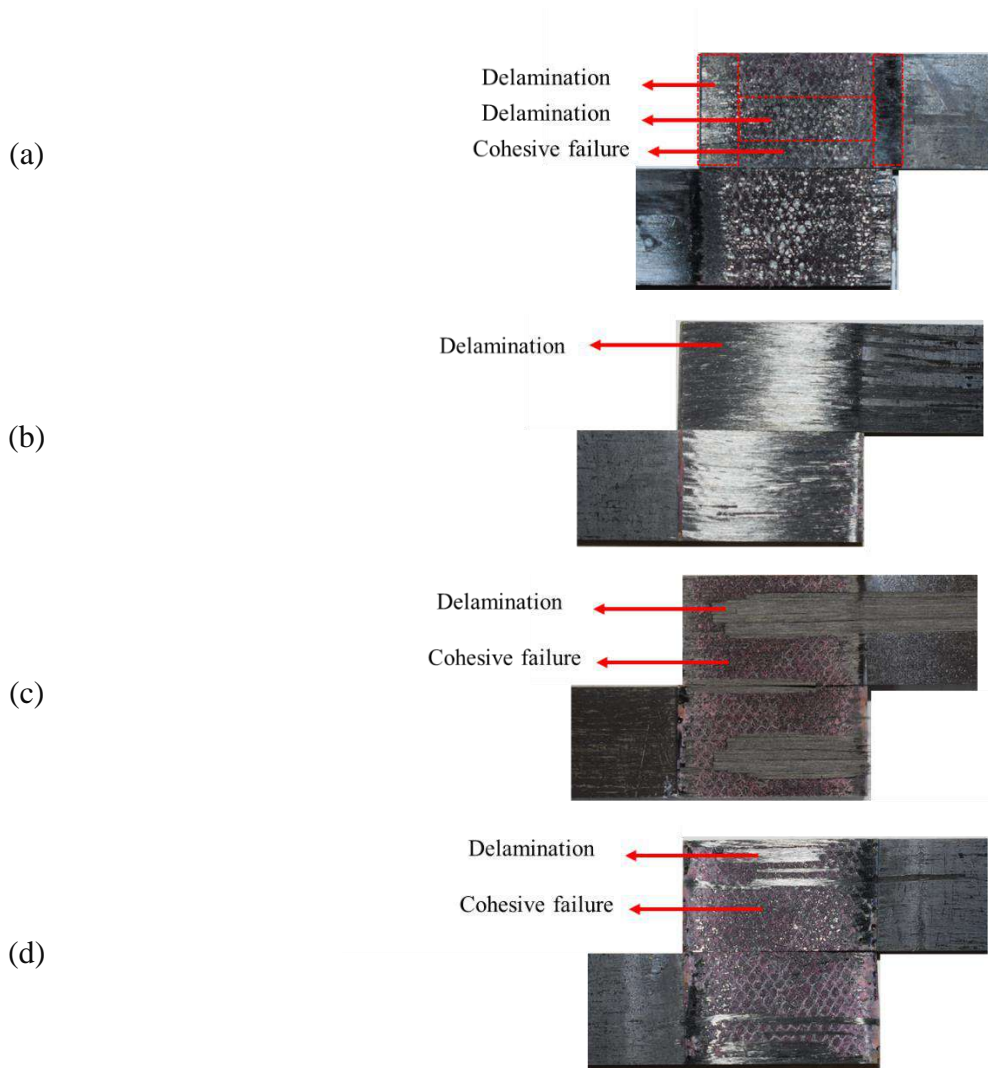 Delamination
Delamination
Cohesive failure
(a)
Delamination
(b)
Delamination
Cohesive failure
(c)
Delamination
Cohesive failure
(d)